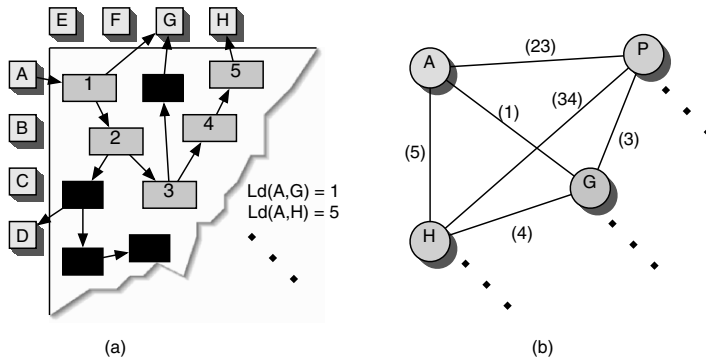 E F G H
A 1 5
B 2 4
C 3
D
Ld(A,G) = 1
Ld(A,H) = 5
(a)
A (23) P
(1) (34)
(5) (3)
G
H (4)
(b)